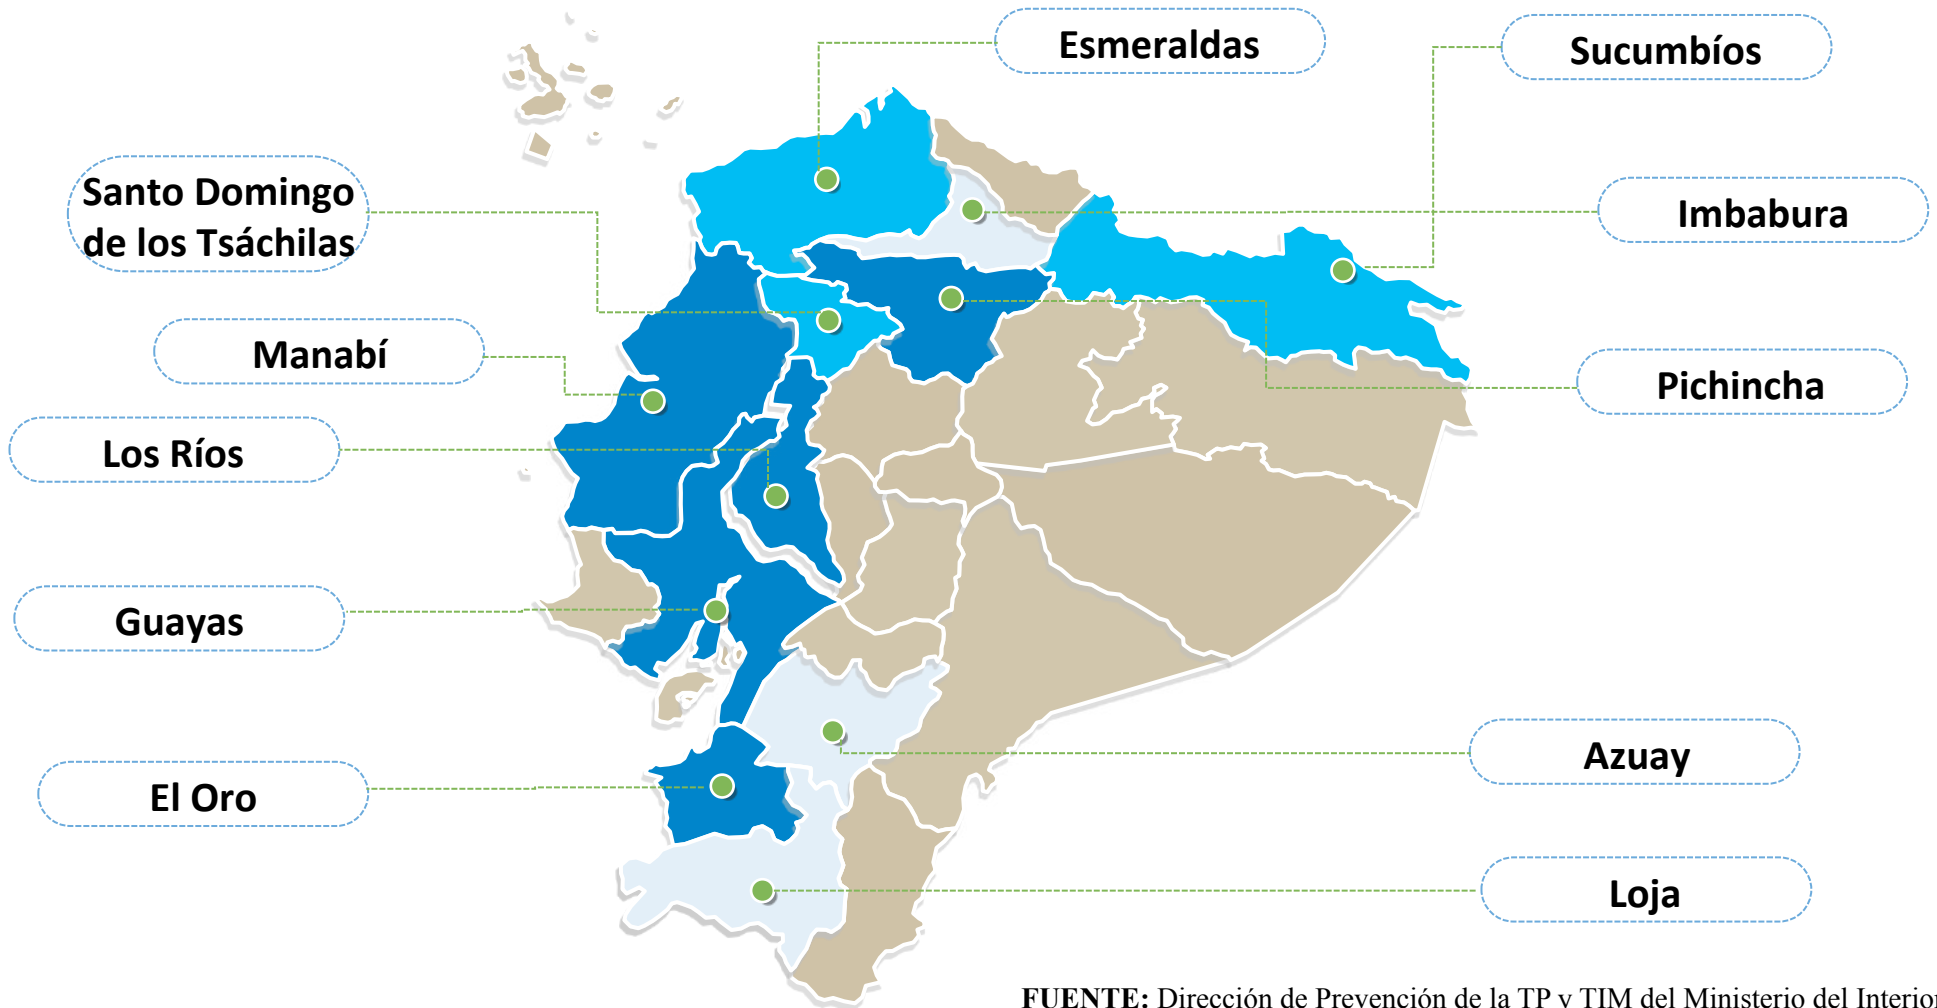 Esmeraldas
Sucumbíos
Santo Domingo
de los Tsáchilas
Imbabura
Manabí
Pichincha
Los Ríos
Guayas
Azuay
El Oro
Loja
FUENTE: Dirección de Prevención de la TP y TIM del Ministerio del Interior